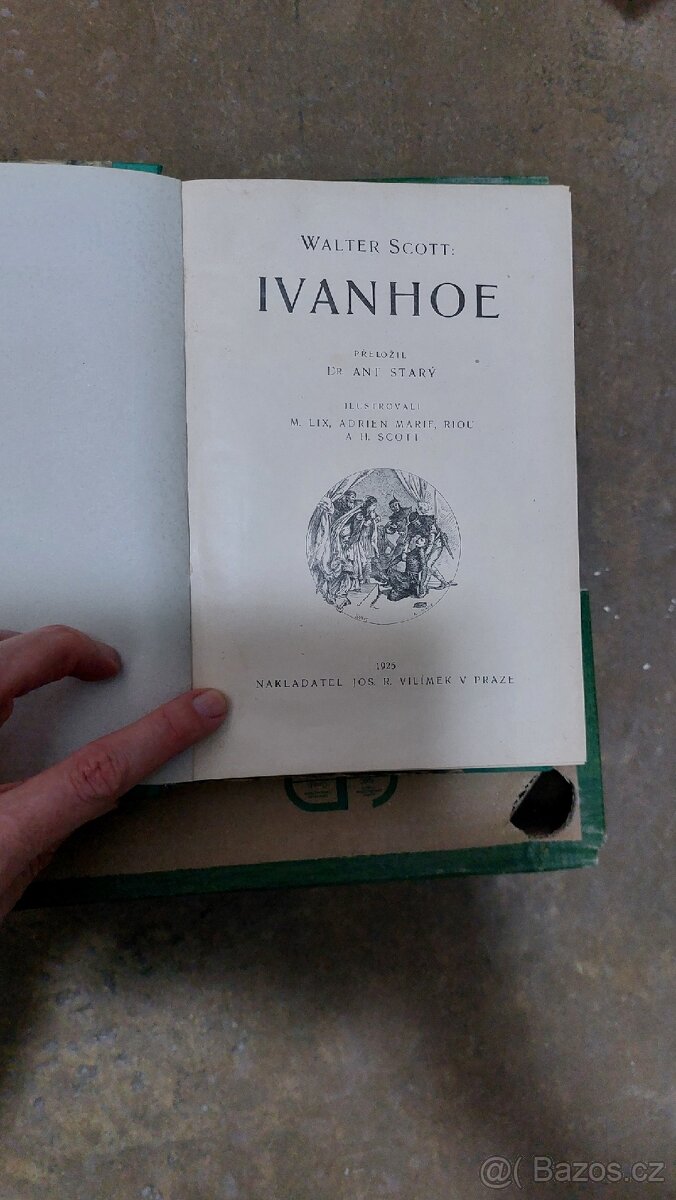 WALTER SCOTT:
IVANHOE
PŘELOŽIL
DR ANT STARÝ
ILUSTROVALI
M. LIX, ADRIEN MARIE, RIOU
A H. SCOTT
1925
NAKLADATEL JOS. R. VILÍMEK V PRAZE
@( Bazos.cz